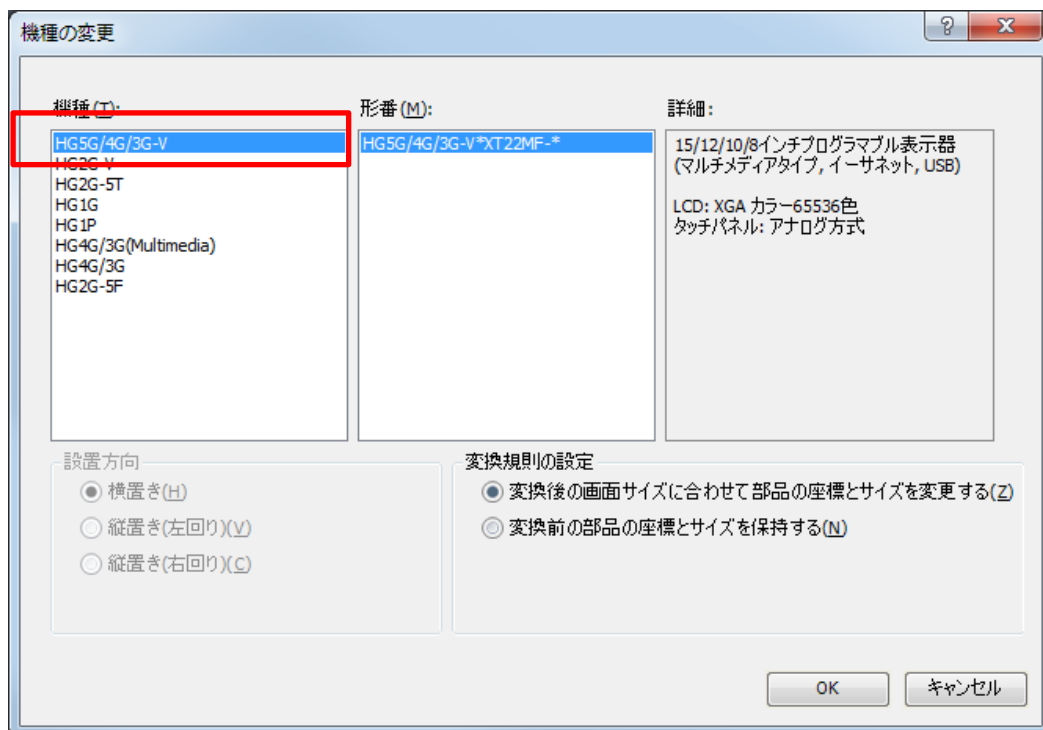 機種の変更
機種(T):
HG5G/4G/3G-V
HG2G-V
HG2G-5T
HG1G
HG1P
HG4G/3G(Multimedia)
HG4G/3G
HG2G-5F
形番(M):
HG5G/4G/3G-V*XT22MF-*
詳細:
15/12/10/8インチプログラマブル表示器
(マルチメディアタイプ, イーサネット, USB)
LCD: XGA カラー65536色
タッチパネル: アナログ方式
設置方向
横置き(H)
縦置き(左回り)(V)
縦置き(右回り)(C)
変換規則の設定
変換後の画面サイズに合わせて部品の座標とサイズを変更する(Z)
変換前の部品の座標とサイズを保持する(N)
OK
キャンセル